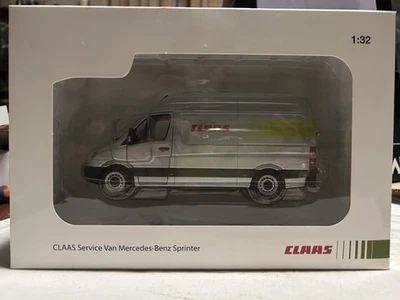 1:32
CLAAS
CLAAS Service Van Mercedes-Benz Sprinter
CLAAS